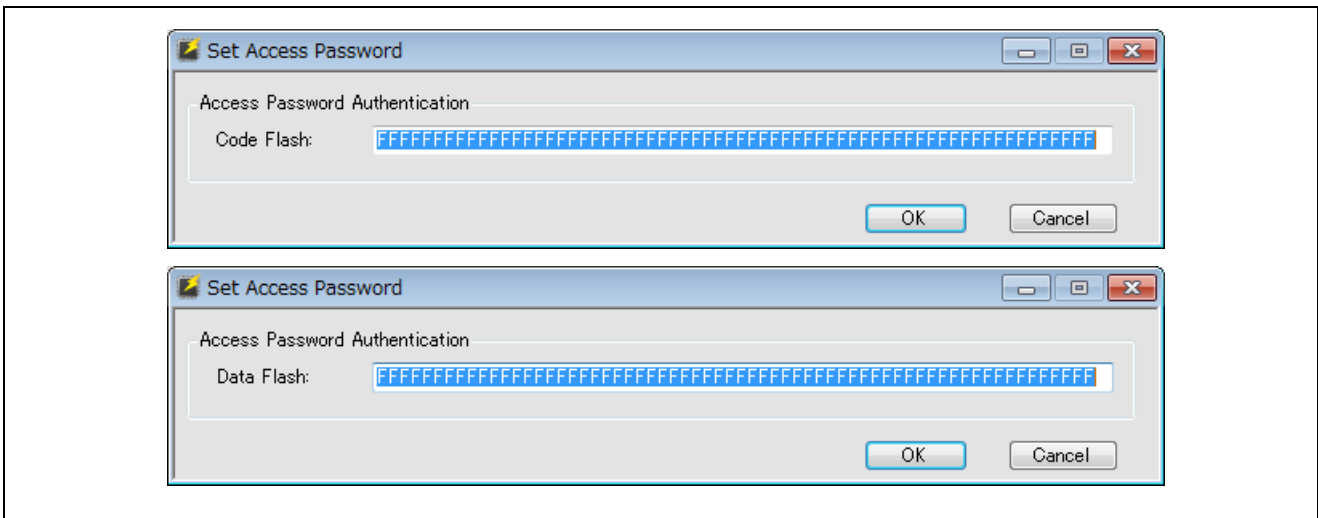 Set Access Password
Access Password Authentication
Code Flash: FFFFFFFFFFFFFFFFFFFFFFFFFFFFFFFFFFFFFFFFFFFFFFFFFFFFFFFFFFFFFFFF
OK Cancel
Set Access Password
Access Password Authentication
Data Flash: FFFFFFFFFFFFFFFFFFFFFFFFFFFFFFFFFFFFFFFFFFFFFFFFFFFFFFFFFFFFFFFF
OK Cancel